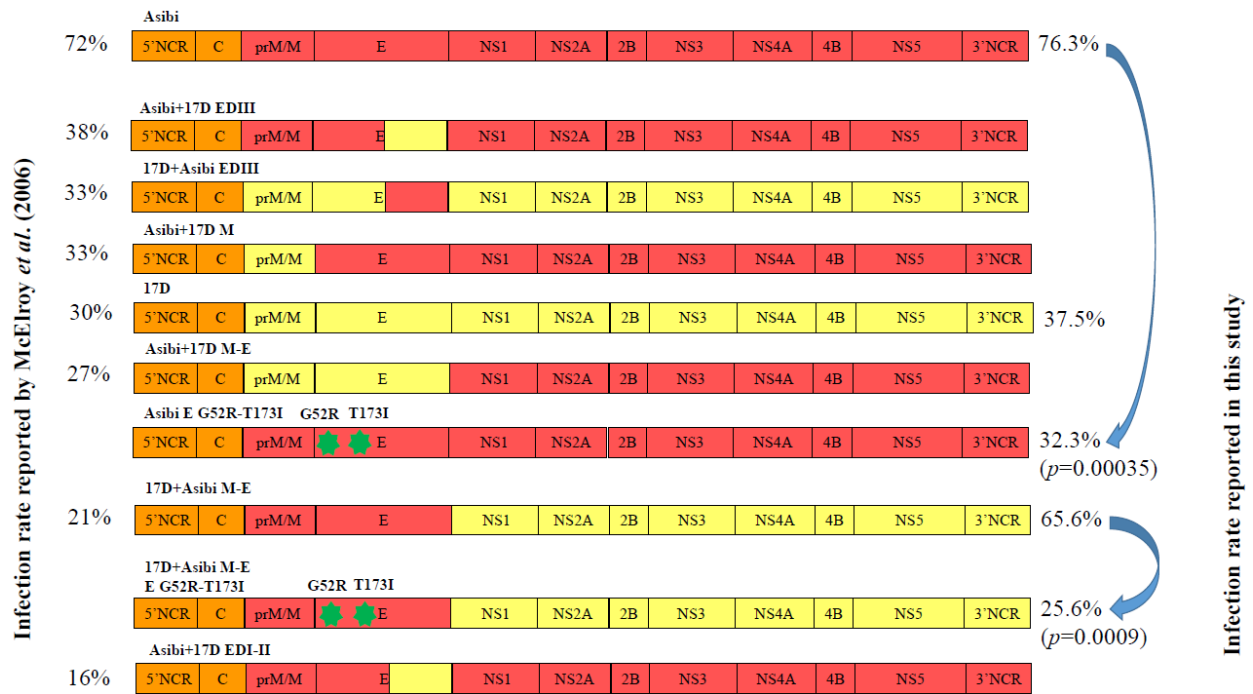 Infection rate reported by McElroy et al. (2006)
Asibi
72% 5'NCR C prM/M E NS1 NS2A 2B NS3 NS4A 4B NS5 3'NCR 76.3%
Asibi+17D EDIII
38% 5'NCR C prM/M E NS1 NS2A 2B NS3 NS4A 4B NS5 3'NCR
17D+Asibi EDIII
33% 5'NCR C prM/M E NS1 NS2A 2B NS3 NS4A 4B NS5 3'NCR
Asibi+17D M
33% 5'NCR C prM/M E NS1 NS2A 2B NS3 NS4A 4B NS5 3'NCR
17D
30% 5'NCR C prM/M E NS1 NS2A 2B NS3 NS4A 4B NS5 3'NCR 37.5%
Asibi+17D M-E
27% 5'NCR C prM/M E NS1 NS2A 2B NS3 NS4A 4B NS5 3'NCR
Asibi E G52R-T173I G52R T173I
5'NCR C prM/M E NS1 NS2A 2B NS3 NS4A 4B NS5 3'NCR 32.3%
(p=0.00035)
17D+Asibi M-E
21% 5'NCR C prM/M E NS1 NS2A 2B NS3 NS4A 4B NS5 3'NCR 65.6%
17D+Asibi M-E
E G52R-T173I G52R T173I
5'NCR C prM/M E NS1 NS2A 2B NS3 NS4A 4B NS5 3'NCR 25.6%
(p=0.0009)
Asibi+17D EDI-II
16% 5'NCR C prM/M E NS1 NS2A 2B NS3 NS4A 4B NS5 3'NCR
Infection rate reported in this study